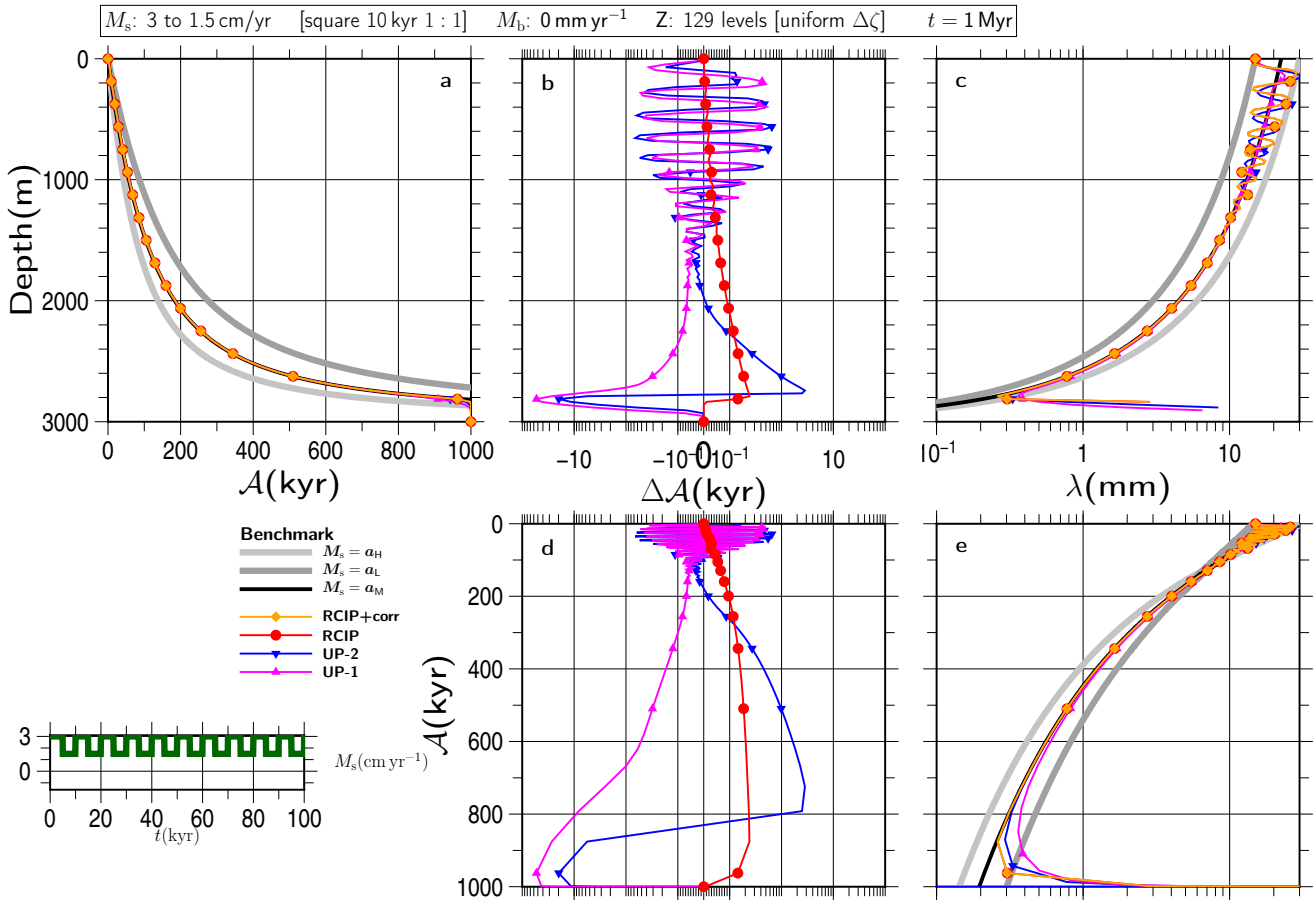 Mₛ: 3 to 1.5 cm/yr [square 10 kyr 1 : 1] M_b: 0 mm yr⁻¹ Z: 129 levels [uniform Δζ] t = 1 Myr
a
b
c
0
1000
2000
3000
Depth(m)
0 200 400 600 800 1000
𝒜(kyr)
−10 −10⁻¹ 0 10⁻¹ 10
Δ𝒜(kyr)
10⁻¹ 1 10
λ(mm)
Benchmark
Mₛ = a_H
Mₛ = a_L
Mₛ = a_M
RCIP+corr
RCIP
UP-2
UP-1
3
0
Mₛ(cm yr⁻¹)
0 20 40 60 80 100
t(kyr)
d
e
0
200
400
600
800
1000
𝒜(kyr)